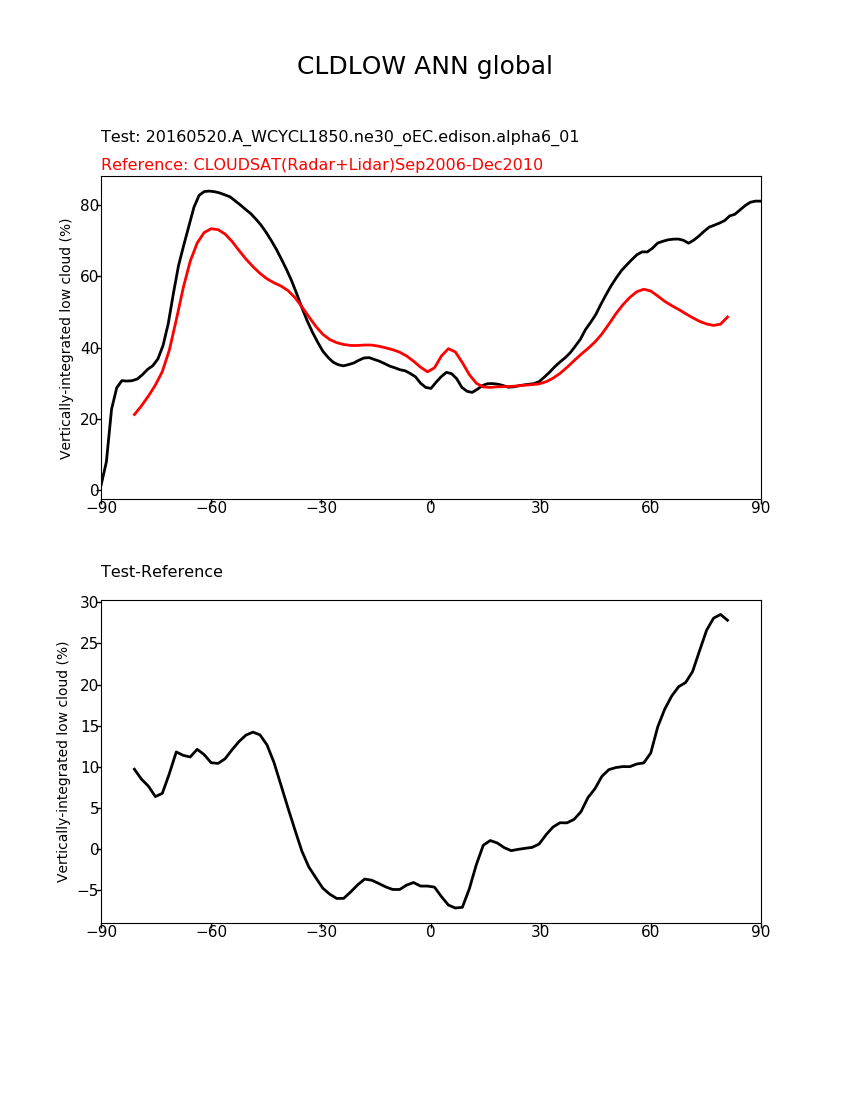 CLDLOW ANN global
Test: 20160520.A_WCYCL1850.ne30_oEC.edison.alpha6_01
Reference: CLOUDSAT(Radar+Lidar)Sep2006-Dec2010
Vertically-integrated low cloud (%)
80
60
40
20
0
−90 −60 −30 0 30 60 90
Test-Reference
Vertically-integrated low cloud (%)
30
25
20
15
10
5
0
−5
−90 −60 −30 0 30 60 90